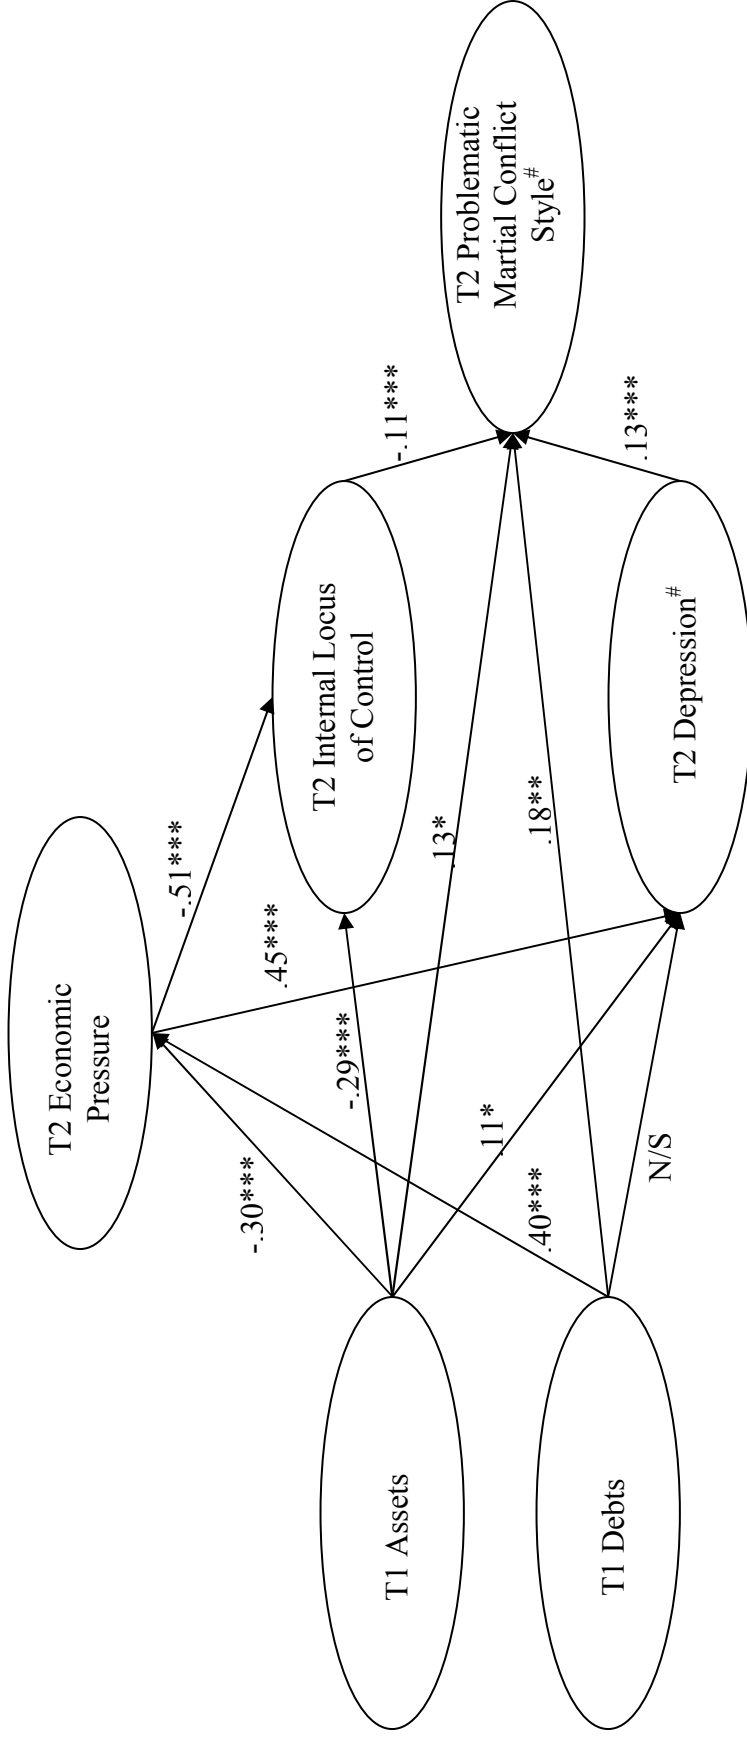 T2 Economic
Pressure
-.51***
-.30***
.45***
T2 Internal Locus
of Control
-.29***
-.11***
T1 Assets
.13*
T2 Problematic
Martial Conflict
Style#
.11*
.18**
.40***
T1 Debts
N/S
T2 Depression#
.13***